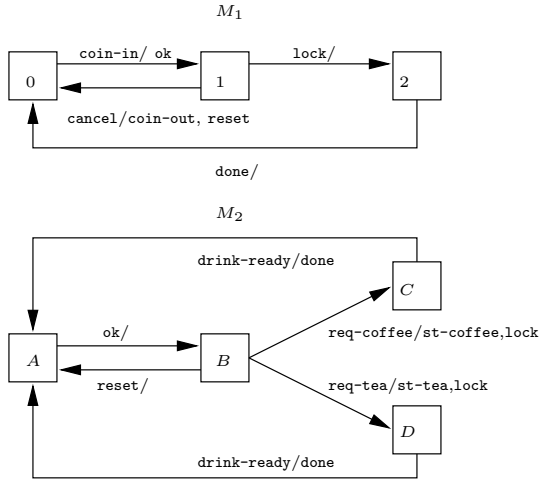 M1
coin-in/ ok
lock/
0
1
2
cancel/coin-out, reset
done/
M2
drink-ready/done
C
ok/
req-coffee/st-coffee,lock
A
B
reset/
req-tea/st-tea,lock
D
drink-ready/done